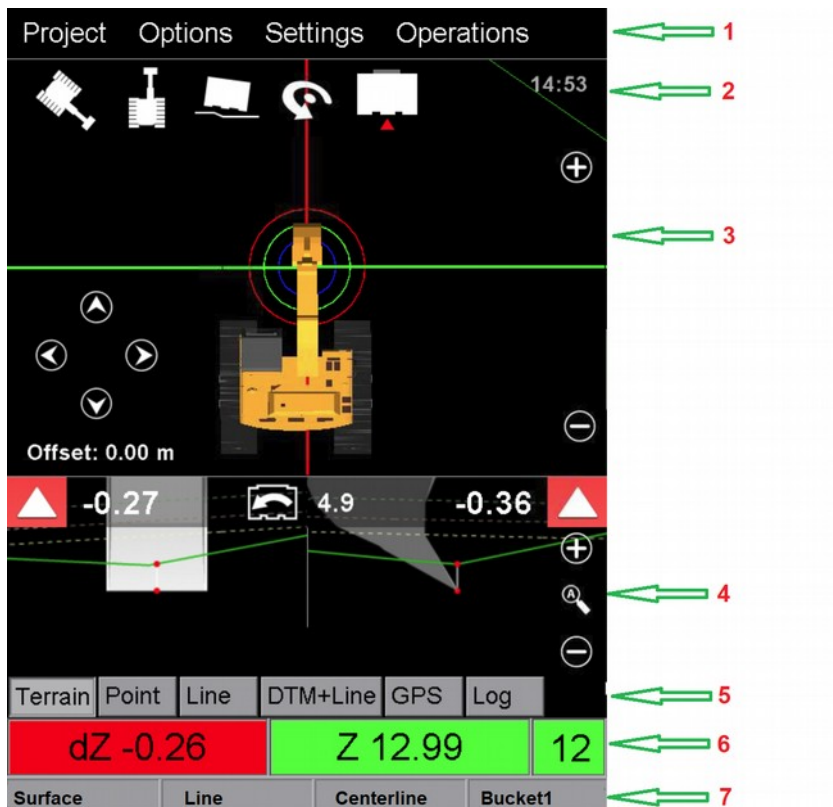 Project Options Settings Operations 1
14:53 2
3
Offset: 0.00 m
-0.27 4.9 -0.36
A 4
Terrain Point Line DTM+Line GPS Log 5
dZ -0.26 Z 12.99 12 6
Surface Line Centerline Bucket1 7